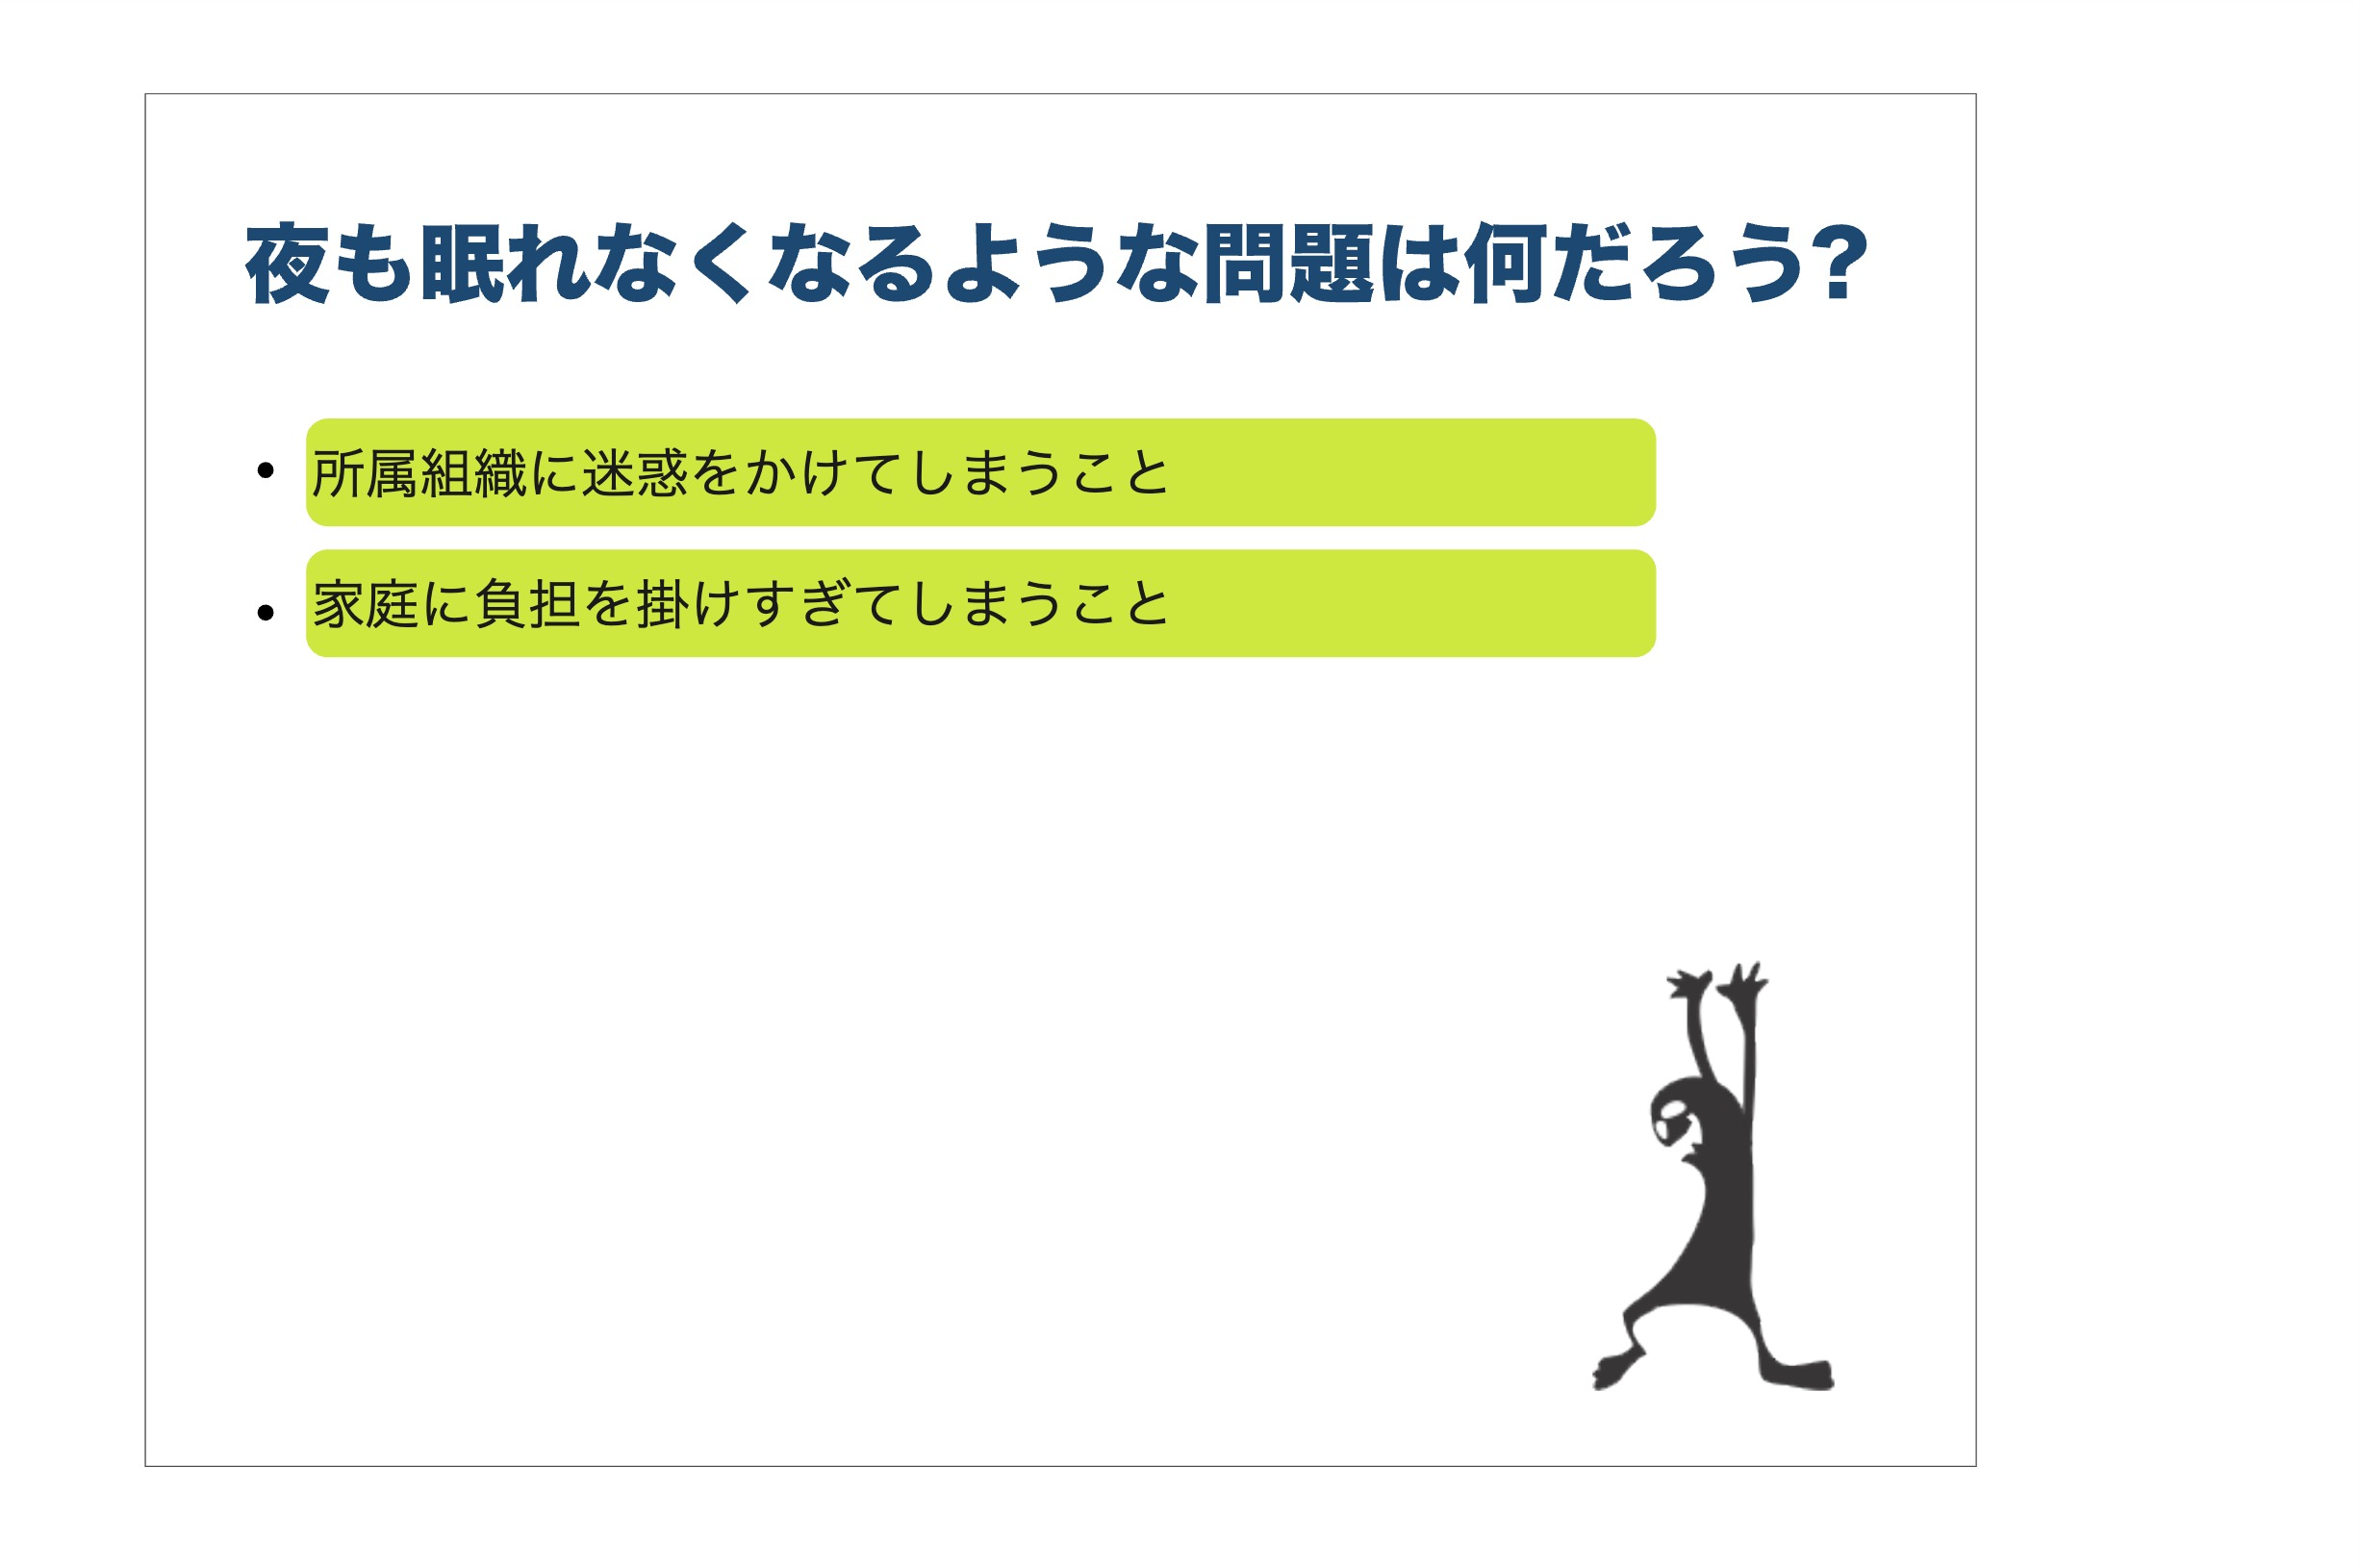 夜も眠れなくなるような問題は何だろう？
• 所属組織に迷惑をかけてしまうこと
• 家庭に負担を掛けすぎてしまうこと